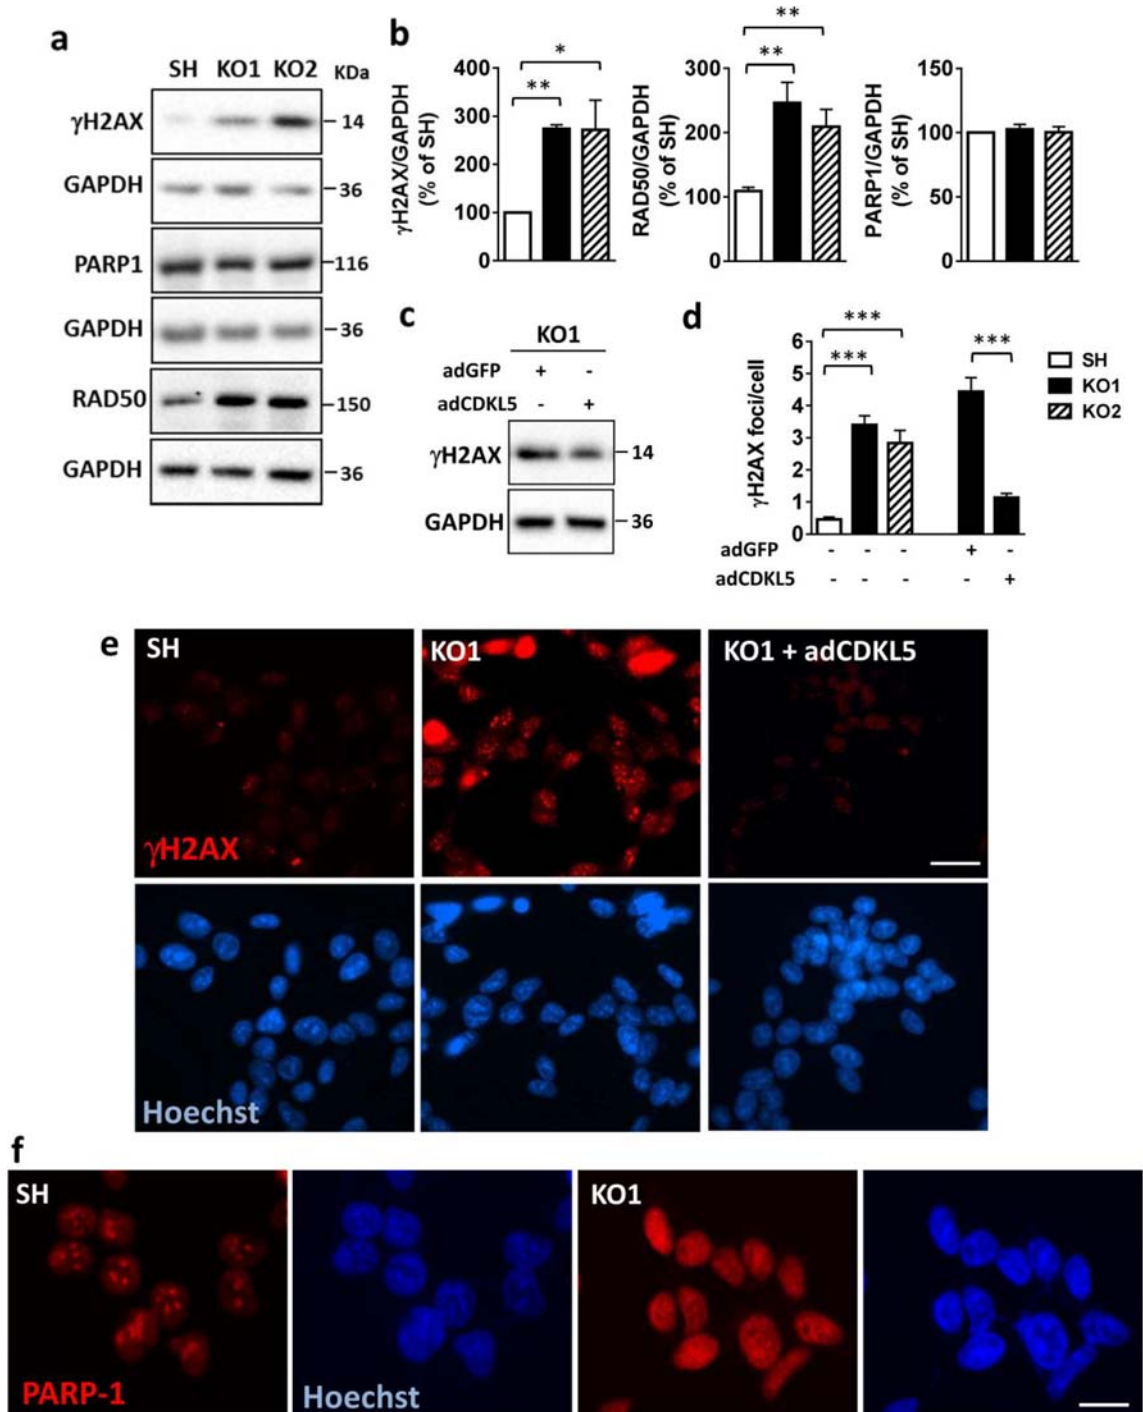 a
SH KO1 KO2 KDa
γH2AX 14
GAPDH 36
PARP1 116
GAPDH 36
RAD50 150
GAPDH 36
b
γH2AX/GAPDH
(% of SH)
400
300
200
100
0
**
*
RAD50/GAPDH
(% of SH)
300
200
100
0
**
**
PARP1/GAPDH
(% of SH)
150
100
50
0
c
KO1
adGFP + -
adCDKL5 - +
γH2AX 14
GAPDH 36
d
γH2AX foci/cell
6
5
4
3
2
1
0
***
***
***
SH
KO1
KO2
adGFP - - - + -
adCDKL5 - - - - +
e
SH
KO1
KO1 + adCDKL5
γH2AX
Hoechst
f
SH
KO1
PARP-1
Hoechst